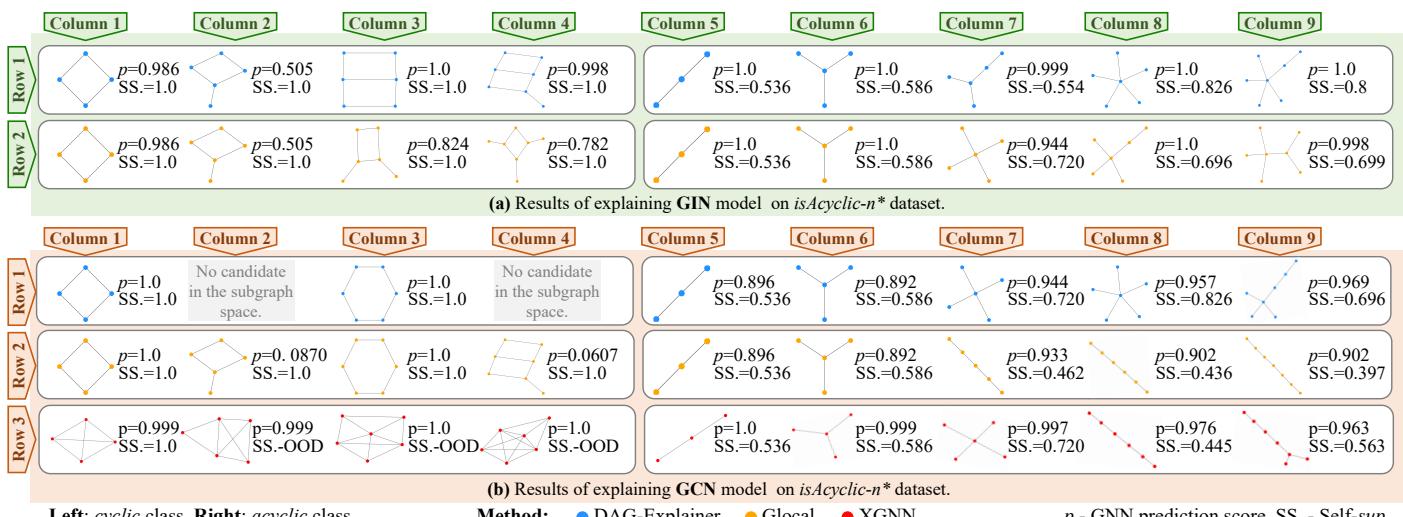 Column 1 Column 2 Column 3 Column 4 Column 5 Column 6 Column 7 Column 8 Column 9
Row 1
p=0.986 p=0.505 p=1.0 p=0.998 p=1.0 p=1.0 p=0.999 p=1.0 p= 1.0
SS.=1.0 SS.=1.0 SS.=1.0 SS.=1.0 SS.=0.536 SS.=0.586 SS.=0.554 SS.=0.826 SS.=0.8
Row 2
p=0.986 p=0.505 p=0.824 p=0.782 p=1.0 p=1.0 p=0.944 p=1.0 p=0.998
SS.=1.0 SS.=1.0 SS.=1.0 SS.=1.0 SS.=0.536 SS.=0.586 SS.=0.720 SS.=0.696 SS.=0.699
(a) Results of explaining GIN model on isAcyclic-n* dataset.
Column 1 Column 2 Column 3 Column 4 Column 5 Column 6 Column 7 Column 8 Column 9
Row 1
p=1.0 No candidate p=1.0 No candidate p=0.896 p=0.892 p=0.944 p=0.957 p=0.969
SS.=1.0 in the subgraph SS.=1.0 in the subgraph SS.=0.536 SS.=0.586 SS.=0.720 SS.=0.826 SS.=0.696
space. space.
Row 2
p=1.0 p=0. 0870 p=1.0 p=0.0607 p=0.896 p=0.892 p=0.933 p=0.902 p=0.902
SS.=1.0 SS.=1.0 SS.=1.0 SS.=1.0 SS.=0.536 SS.=0.586 SS.=0.462 SS.=0.436 SS.=0.397
Row 3
p=0.999 p=0.999 p=1.0 p=1.0 p=1.0 p=0.999 p=0.997 p=0.976 p=0.963
SS.=1.0 SS.-OOD SS.-OOD SS.-OOD SS.=0.536 SS.=0.586 SS.=0.720 SS.=0.445 SS.=0.563
(b) Results of explaining GCN model on isAcyclic-n* dataset.
Left: cyclic class Right: acyclic class Method: DAG-Explainer Glocal XGNN p - GNN prediction score SS. - Self-sup